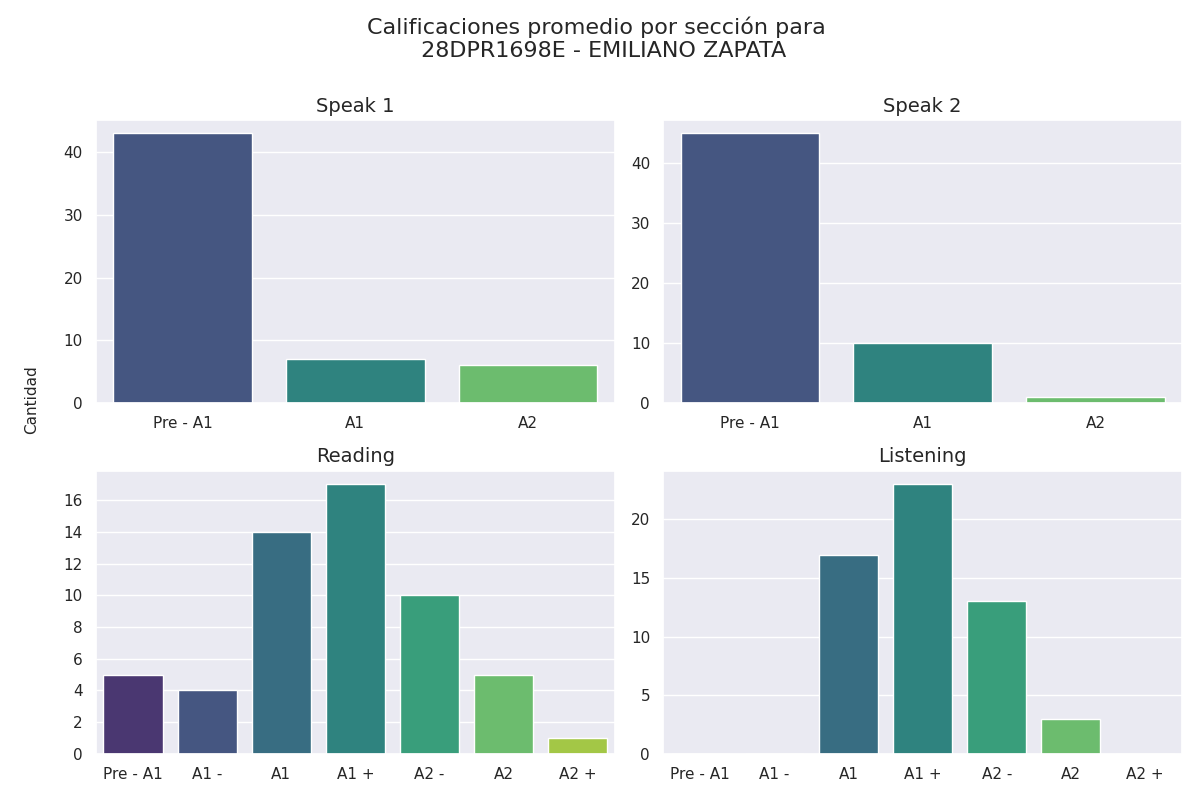 Calificaciones promedio por sección para
28DPR1698E - EMILIANO ZAPATA
Cantidad
Speak 1
40
30
20
10
0
Pre - A1 A1 A2
Speak 2
40
30
20
10
0
Pre - A1 A1 A2
Reading
16
14
12
10
8
6
4
2
0
Pre - A1 A1 - A1 A1 + A2 - A2 A2 +
Listening
20
15
10
5
0
Pre - A1 A1 - A1 A1 + A2 - A2 A2 +